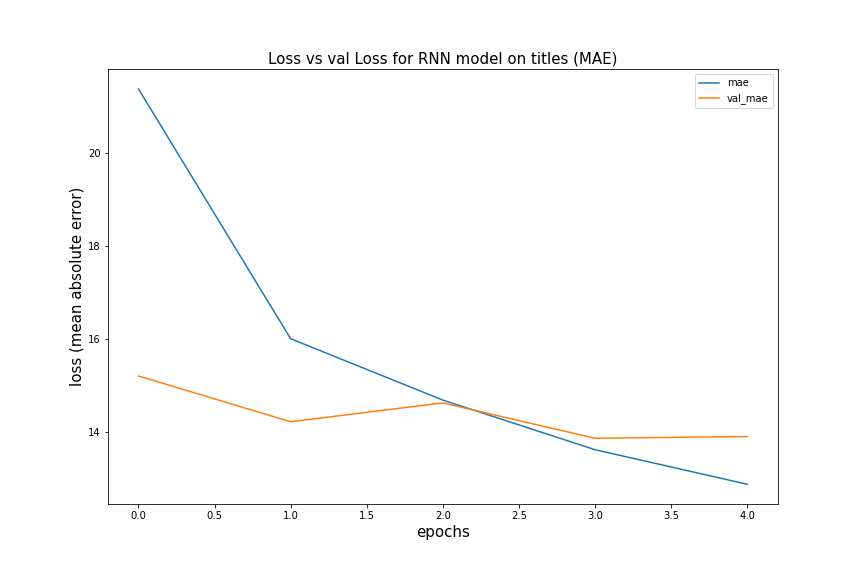 Loss vs val Loss for RNN model on titles (MAE)
mae
val_mae
loss (mean absolute error)
20
18
16
14
0.0 0.5 1.0 1.5 2.0 2.5 3.0 3.5 4.0
epochs